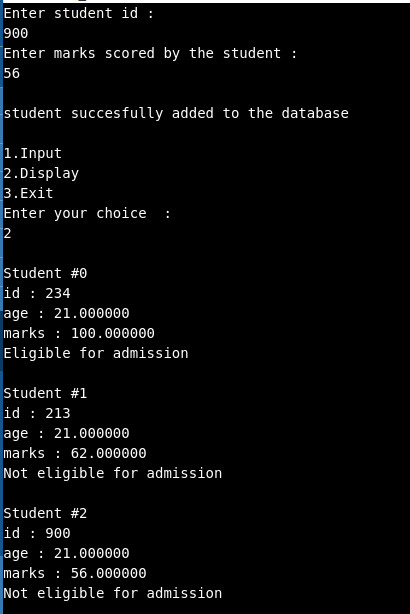 Enter student id :
900
Enter marks scored by the student :
56
student succesfully added to the database
1.Input
2.Display
3.Exit
Enter your choice  :
2
Student #0
id : 234
age : 21.000000
marks : 100.000000
Eligible for admission
Student #1
id : 213
age : 21.000000
marks : 62.000000
Not eligible for admission
Student #2
id : 900
age : 21.000000
marks : 56.000000
Not eligible for admission